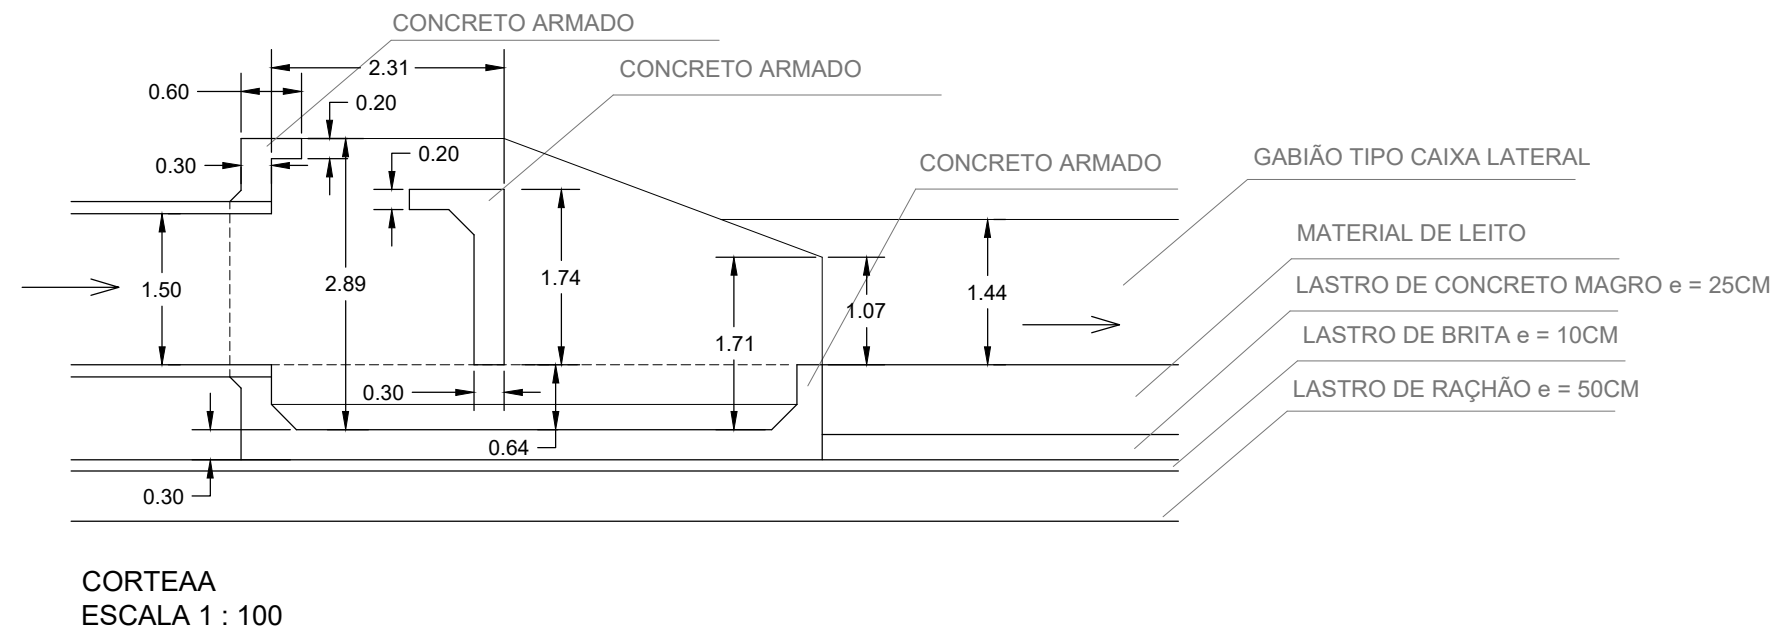 CONCRETO ARMADO
2.31
CONCRETO ARMADO
0.60
0.20
0.30
0.20
CONCRETO ARMADO
GABIÃO TIPO CAIXA LATERAL
MATERIAL DE LEITO
1.50
2.89
1.74
1.07
1.44
LASTRO DE CONCRETO MAGRO e = 25CM
1.71
LASTRO DE BRITA e = 10CM
0.30
LASTRO DE RAÇHÃO e = 50CM
0.64
0.30
CORTEAA
ESCALA 1 : 100